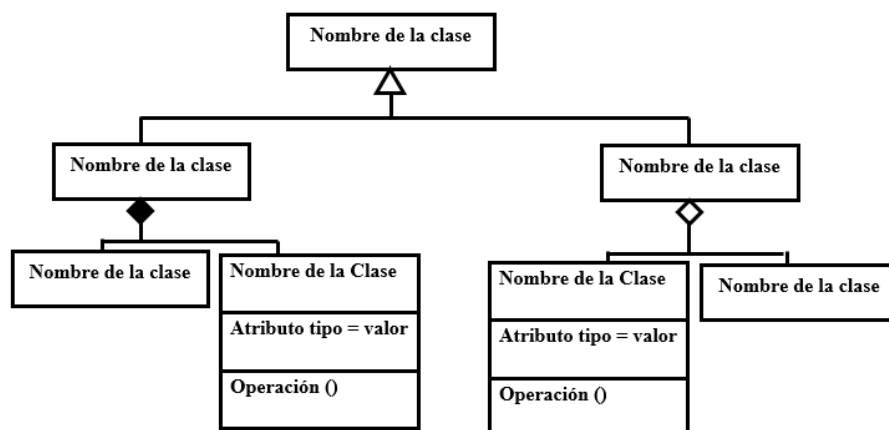 Nombre de la clase
Nombre de la clase
Nombre de la clase
Nombre de la clase
Nombre de la Clase
Atributo tipo = valor
Operación ()
Nombre de la Clase
Atributo tipo = valor
Operación ()
Nombre de la clase